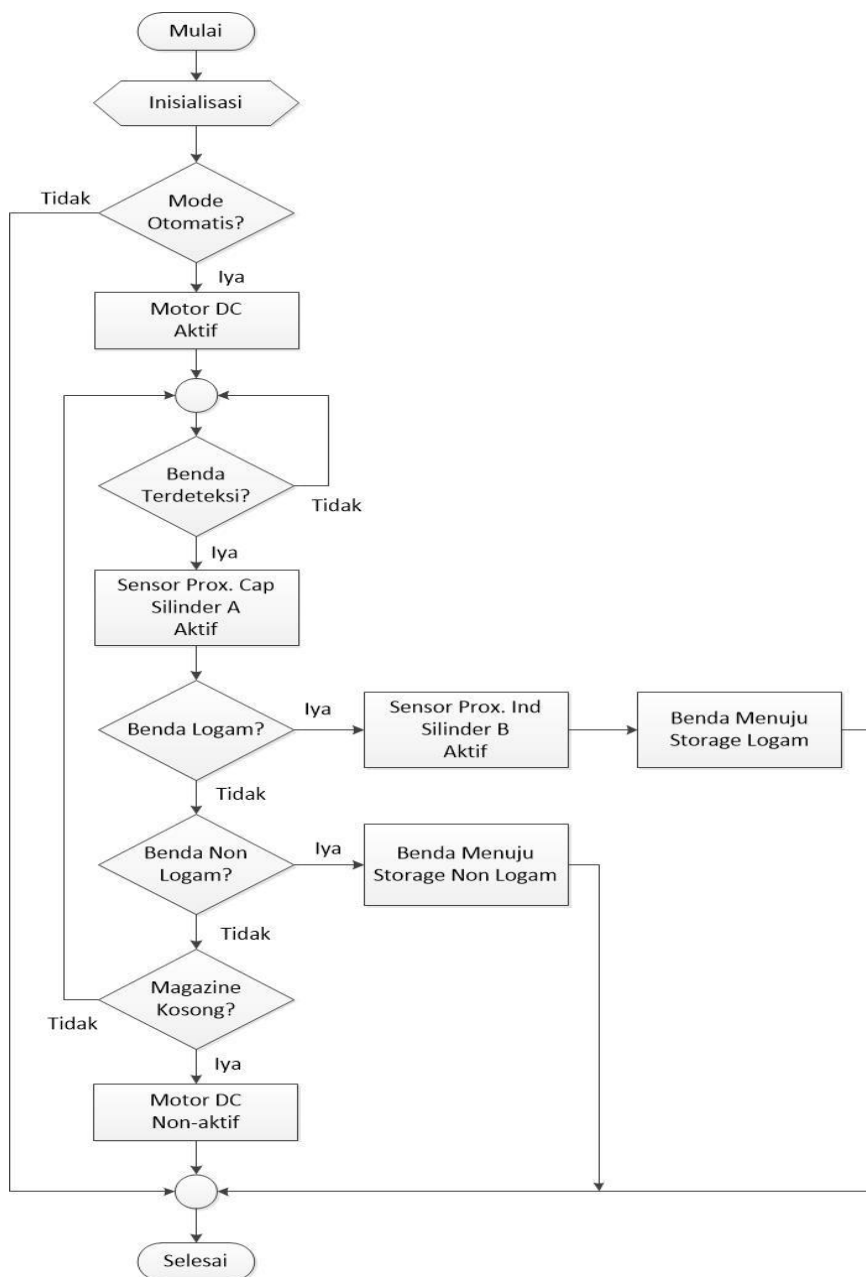 Mulai
Inisialisasi
Tidak
Mode
Otomatis?
Iya
Motor DC
Aktif
Benda
Terdeteksi?
Tidak
Iya
Sensor Prox. Cap
Silinder A
Aktif
Benda Logam?
Iya
Sensor Prox. Ind
Silinder B
Aktif
Benda Menuju
Storage Logam
Tidak
Benda Non
Logam?
Iya
Benda Menuju
Storage Non Logam
Tidak
Magazine
Kosong?
Tidak
Iya
Motor DC
Non-aktif
Selesai